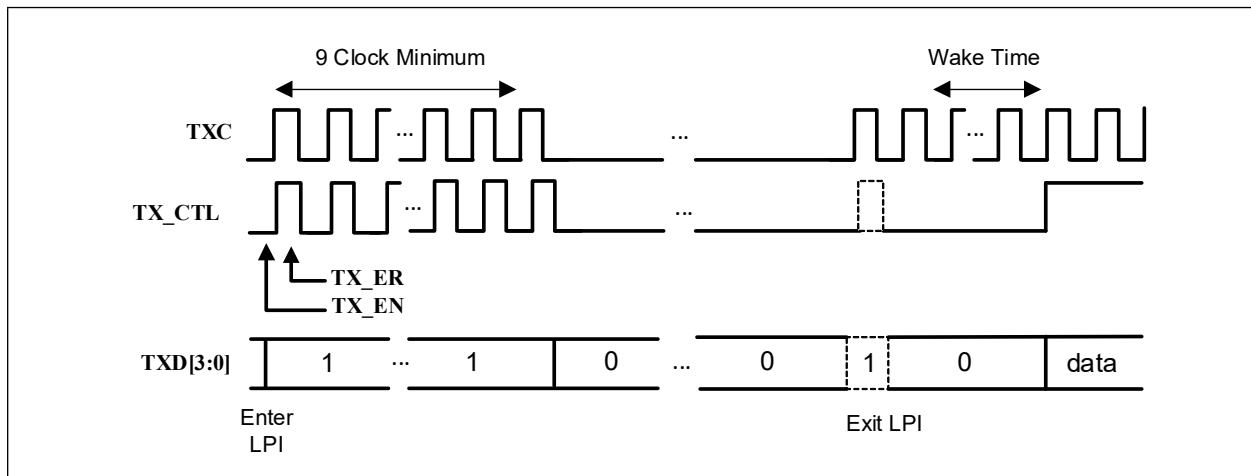 9 Clock Minimum
Wake Time
TXC
...
...
...
TX_CTL
...
...
TX_ER
TX_EN
TXD[3:0]
1 ... 1 0 ... 0 1 0 data
Enter
LPI
Exit LPI